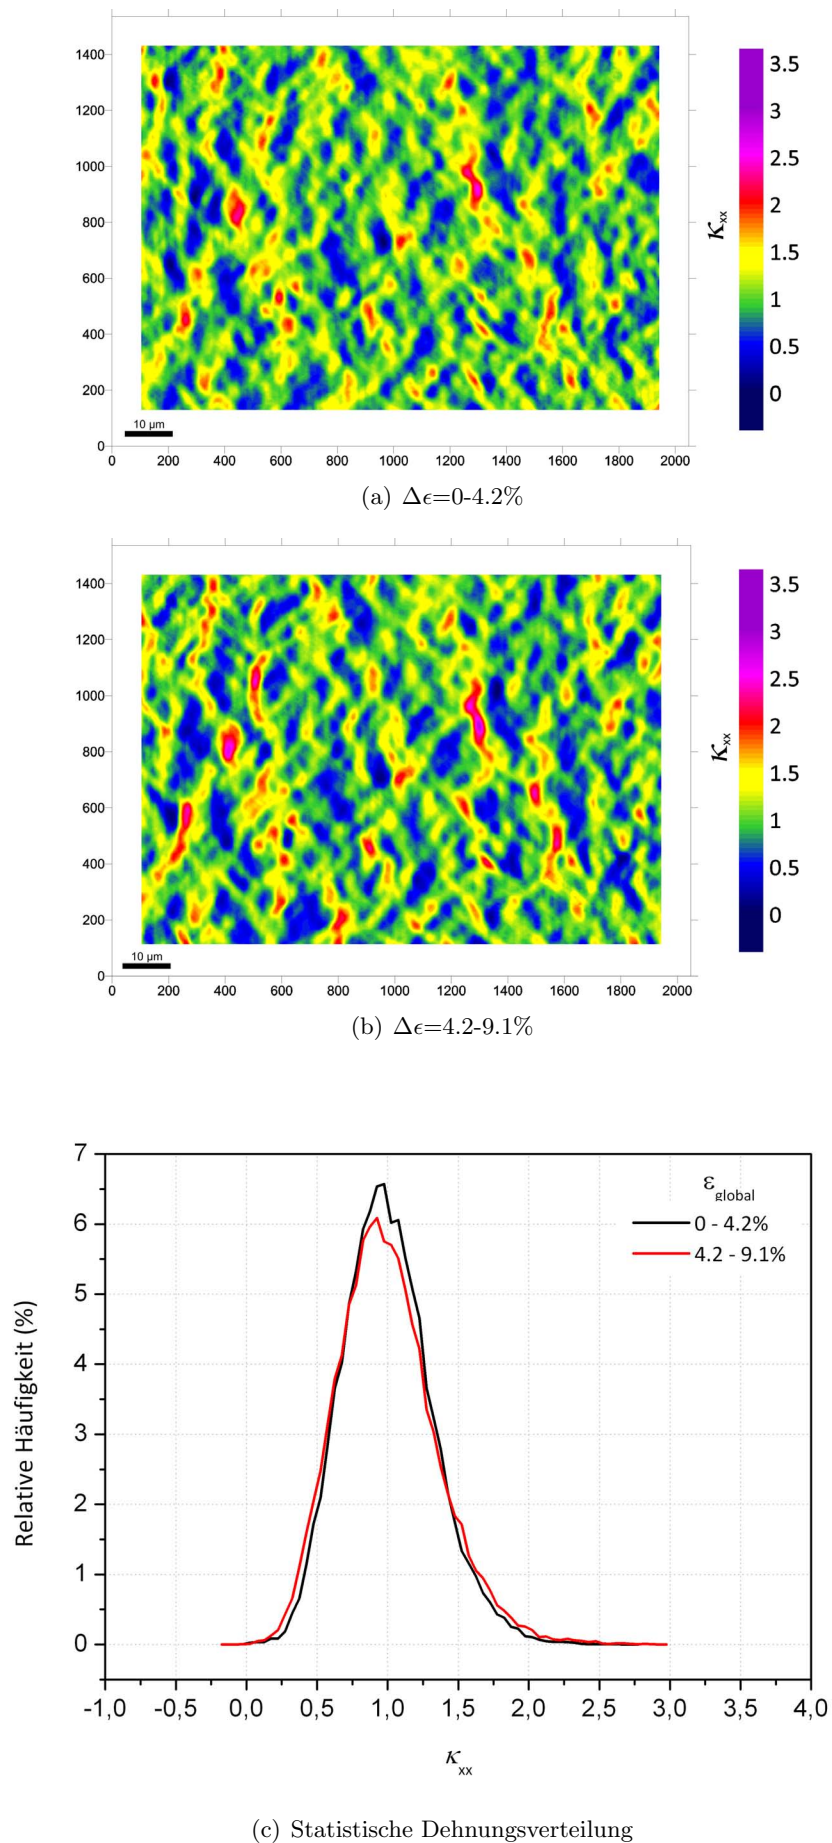 1400
1200
1000
800
600
400
200
0
10 µm
0 200 400 600 800 1000 1200 1400 1600 1800 2000
3.5
3
2.5
2
1.5
1
0.5
0
κxx
(a) Δϵ=0-4.2%
1400
1200
1000
800
600
400
200
0
10 µm
0 200 400 600 800 1000 1200 1400 1600 1800 2000
3.5
3
2.5
2
1.5
1
0.5
0
κxx
(b) Δϵ=4.2-9.1%
7
6
5
4
3
2
1
0
Relative Häufigkeit (%)
εglobal
0 - 4.2%
4.2 - 9.1%
-1,0 -0,5 0,0 0,5 1,0 1,5 2,0 2,5 3,0 3,5 4,0
κxx
(c) Statistische Dehnungsverteilung